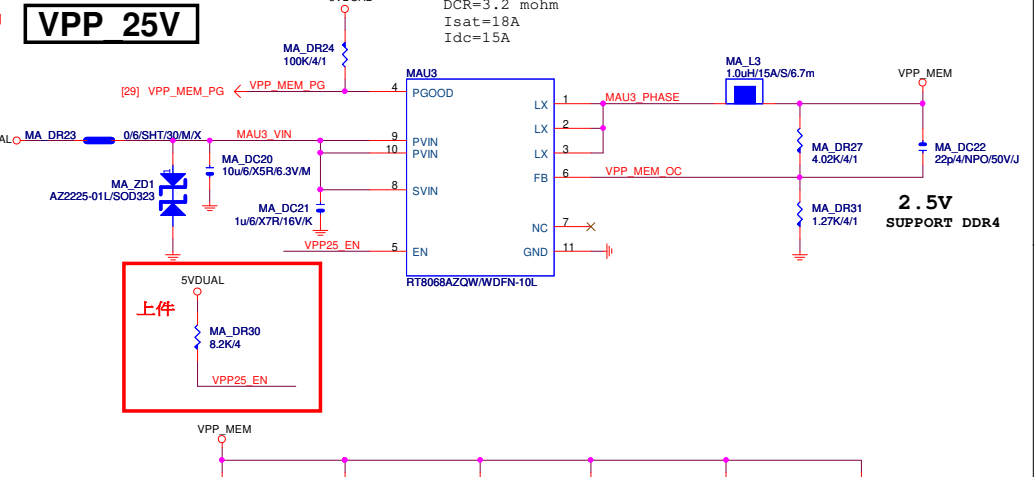 VPP_25V
DCR=3.2 mohm
Isat=18A
Idc=15A
MA_DR24
100K/4/1
[29] VPP_MEM_PG
VPP_MEM_PG
MAU3
4
PGOOD
MA_DR23
0/6/SHT/30/M/X
MAU3_VIN
9
PVIN
10
PVIN
MA_DC20
10u/6/X5R/6.3V/M
MA_ZD1
AZ2225-01L/SOD323
8
SVIN
MA_DC21
1u/6/X7R/16V/K
VPP25_EN
5
EN
LX
1
MAU3_PHASE
LX
2
LX
3
FB
6
VPP_MEM_OC
NC
7
GND
11
RT8068AZQW/WDFN-10L
MA_L3
1.0uH/15A/S/6.7m
VPP_MEM
MA_DR27
4.02K/4/1
MA_DC22
22p/4/NPO/50V/J
MA_DR31
1.27K/4/1
2.5V
SUPPORT DDR4
5VDUAL
上件
MA_DR30
8.2K/4
VPP25_EN
VPP_MEM